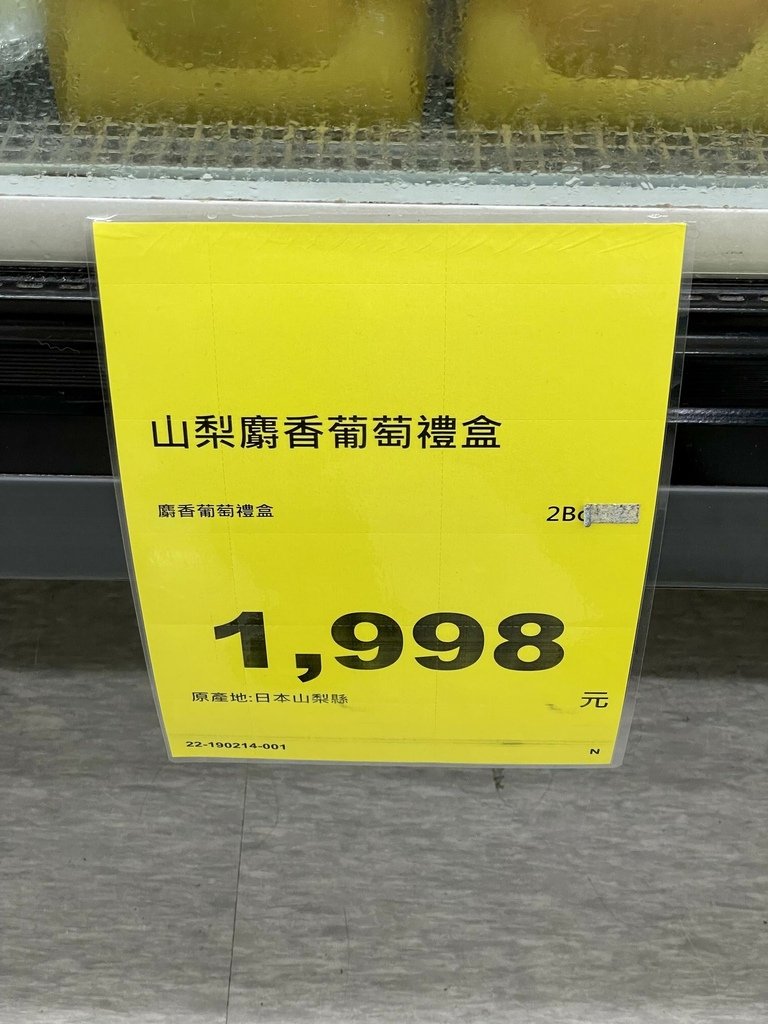 山梨麝香葡萄禮盒
麝香葡萄禮盒
1,998
原產地:日本山梨縣
元
22-190214-001
N